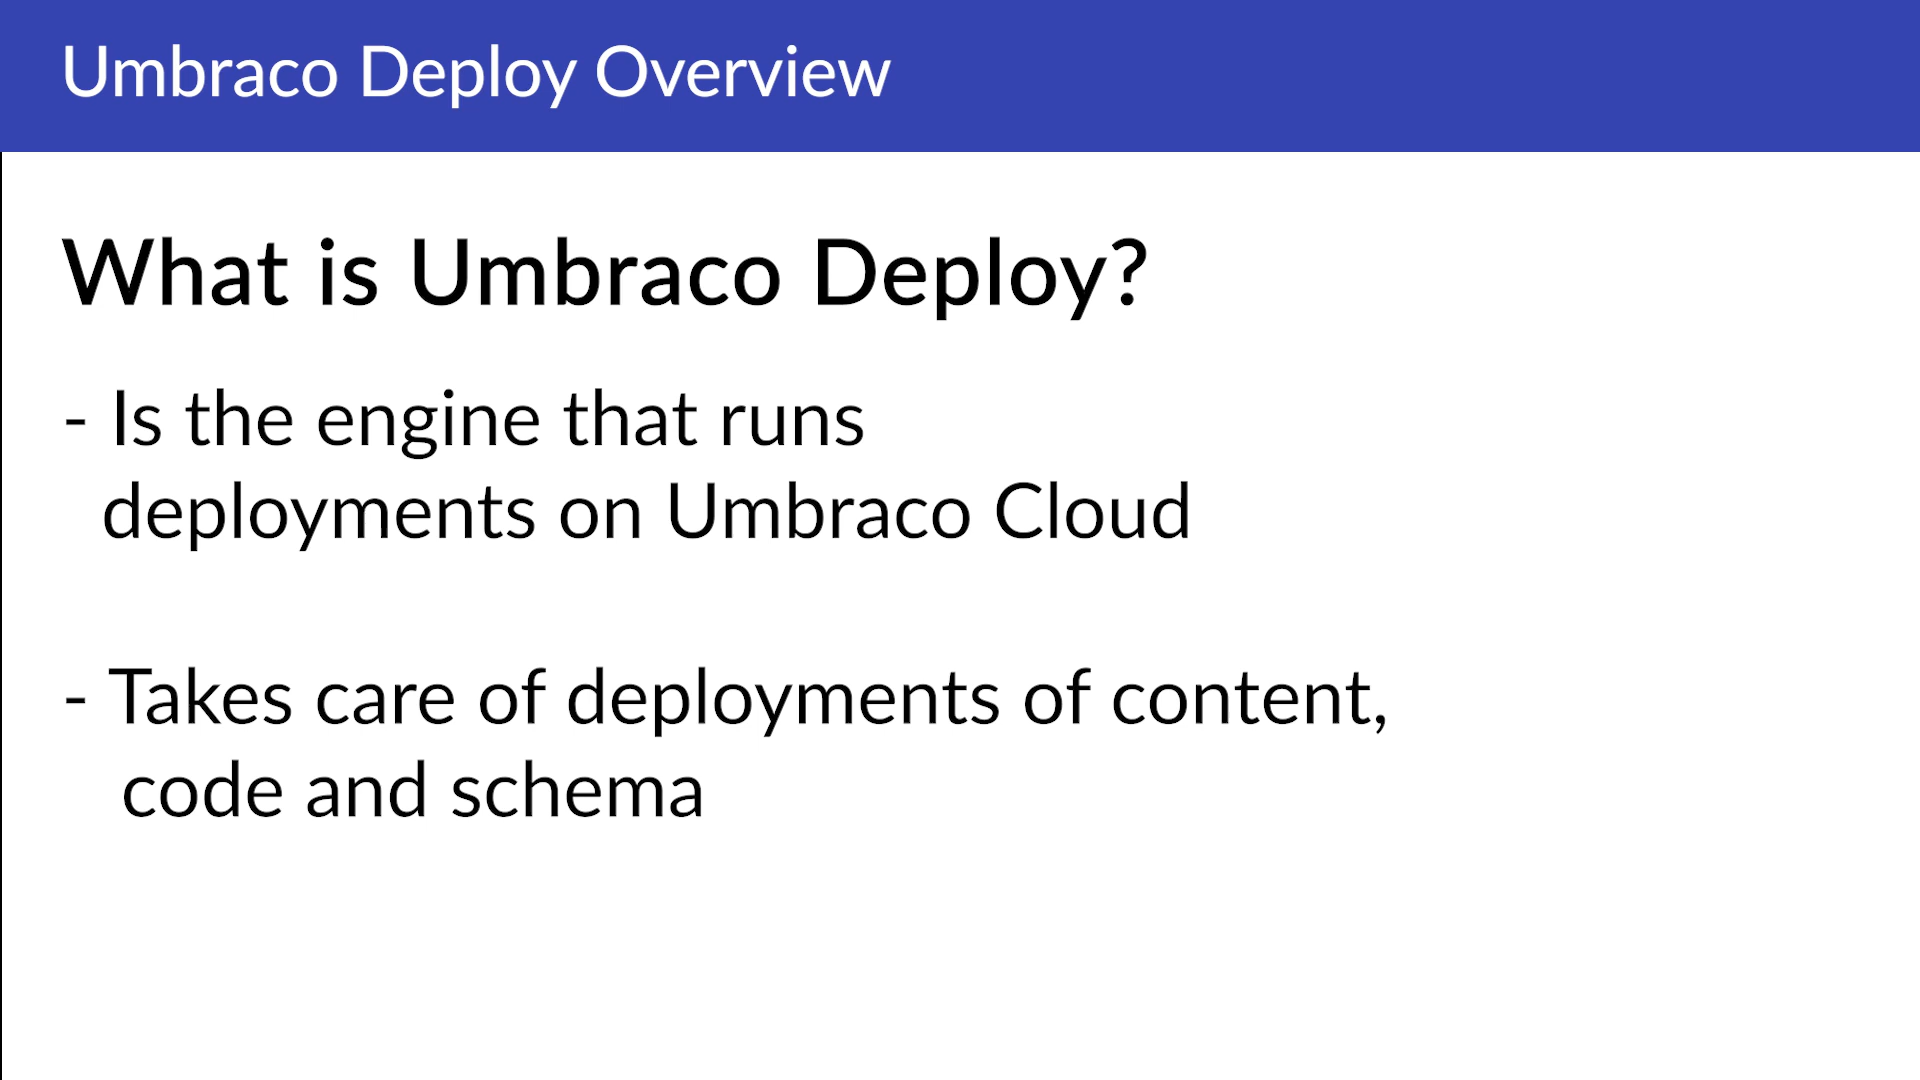 Umbraco Deploy Overview
What is Umbraco Deploy?
- Is the engine that runs
deployments on Umbraco Cloud
- Takes care of deployments of content,
code and schema